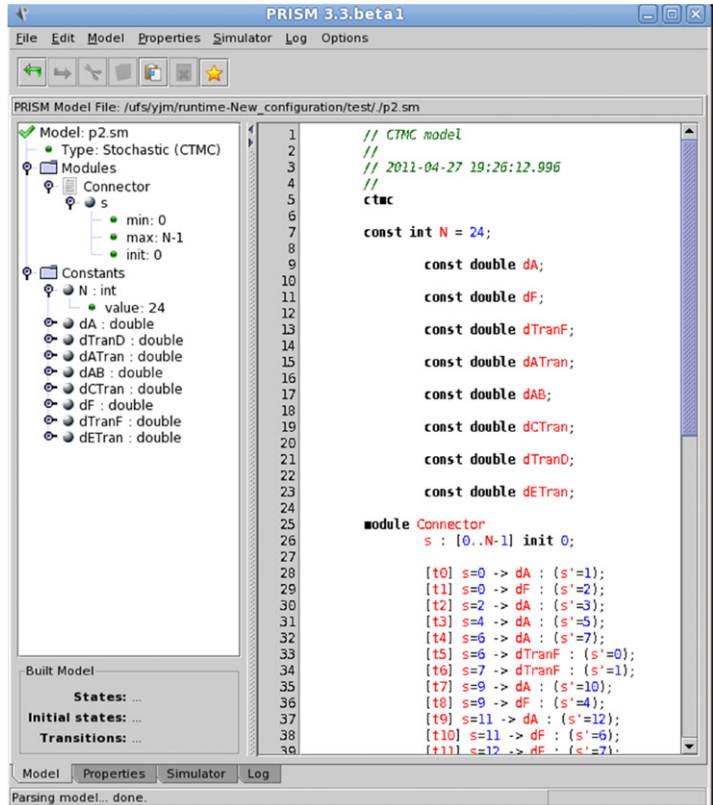 PRISM 3.3.beta1
File Edit Model Properties Simulator Log Options
PRISM Model File: /ufs/yjm/runtime-New_configuration/test/./p2.sm
Model: p2.sm
Type: Stochastic (CTMC)
Modules
Connector
s
min: 0
max: N-1
init: 0
Constants
N : int
value: 24
dA : double
dTranD : double
dATran : double
dAB : double
dCTran : double
dF : double
dTranF : double
dETran : double
Built Model
States: ...
Initial states: ...
Transitions: ...
1 // CTMC model
2 //
3 // 2011-04-27 19:26:12.996
4 //
5 ctmc
6
7 const int N = 24;
8
9 const double dA;
10
11 const double dF;
12
13 const double dTranF;
14
15 const double dATran;
16
17 const double dAB;
18
19 const double dCTran;
20
21 const double dTranD;
22
23 const double dETran;
24
25 module Connector
26 s : [0..N-1] init 0;
27
28 [t0] s=0 -> dA : (s'=1);
29 [t1] s=0 -> dF : (s'=2);
30 [t2] s=2 -> dA : (s'=3);
31 [t3] s=4 -> dA : (s'=5);
32 [t4] s=6 -> dA : (s'=7);
33 [t5] s=6 -> dTranF : (s'=0);
34 [t6] s=7 -> dTranF : (s'=1);
35 [t7] s=9 -> dA : (s'=10);
36 [t8] s=9 -> dF : (s'=4);
37 [t9] s=11 -> dA : (s'=12);
38 [t10] s=11 -> dF : (s'=6);
39 [t11] s=12 -> dF : (s'=7);
Model Properties Simulator Log
Parsing model... done.